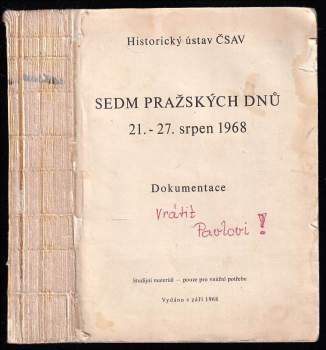 Historický ústav ČSAV
SEDM PRAŽSKÝCH DNŮ
21. - 27. srpen 1968
Dokumentace
Vrátit
Pavlovi !
Studijní materiál — pouze pro vnitřní potřebu
Vydáno v září 1968